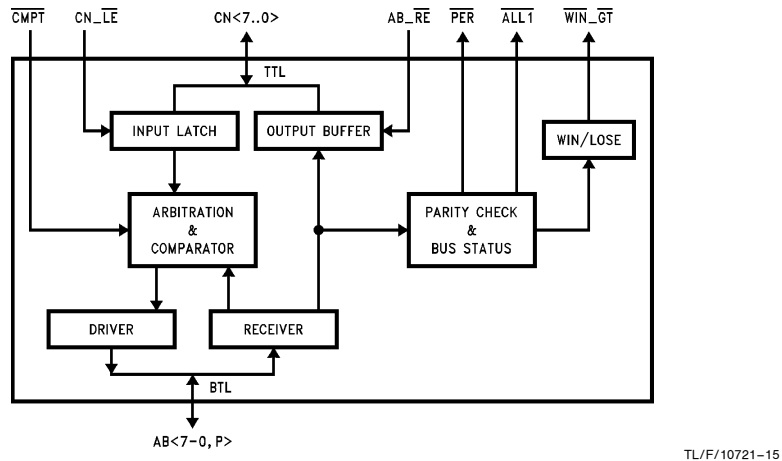 CMPT CN_LE CN<7..0> AB_RE PER ALL1 WIN_GT
TTL
INPUT LATCH OUTPUT BUFFER WIN/LOSE
ARBITRATION
&
COMPARATOR
PARITY CHECK
&
BUS STATUS
DRIVER RECEIVER
BTL
AB<7-0,P>
TL/F/10721–15